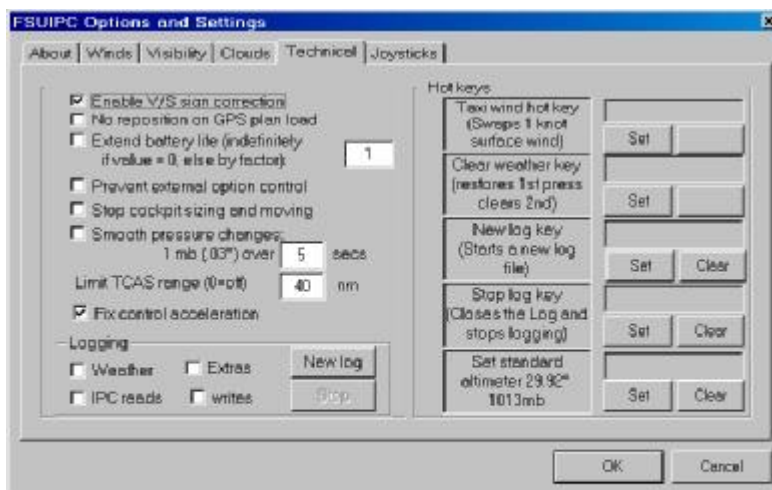 FSUIPC Options and Settings
About Winds Visibility Clouds Technical Joysticks
Enable V/S sign correction
No reposition on GPS plan load
Extend battery life (indefinitely
if value = 0, else by factor):
1
Prevent external option control
Stop cockpit sizing and moving
Smooth pressure changes:
1 mb (.03") over 5 secs
Limit TCAS range (0=off) 40 nm
Fix control acceleration
Logging
Weather Extras New log
IPC reads writes Stop
Hot keys
Taxi wind hot key
(Swaps 1 knot
surface wind)
Set
Clear weather key
(restores 1st press
clears 2nd)
Set
New log key
(Starts a new log
file)
Set Clear
Stop log key
(Closes the Log and
stops logging)
Set Clear
Set standard
altimeter 29.92"
1013mb
Set Clear
OK Cancel